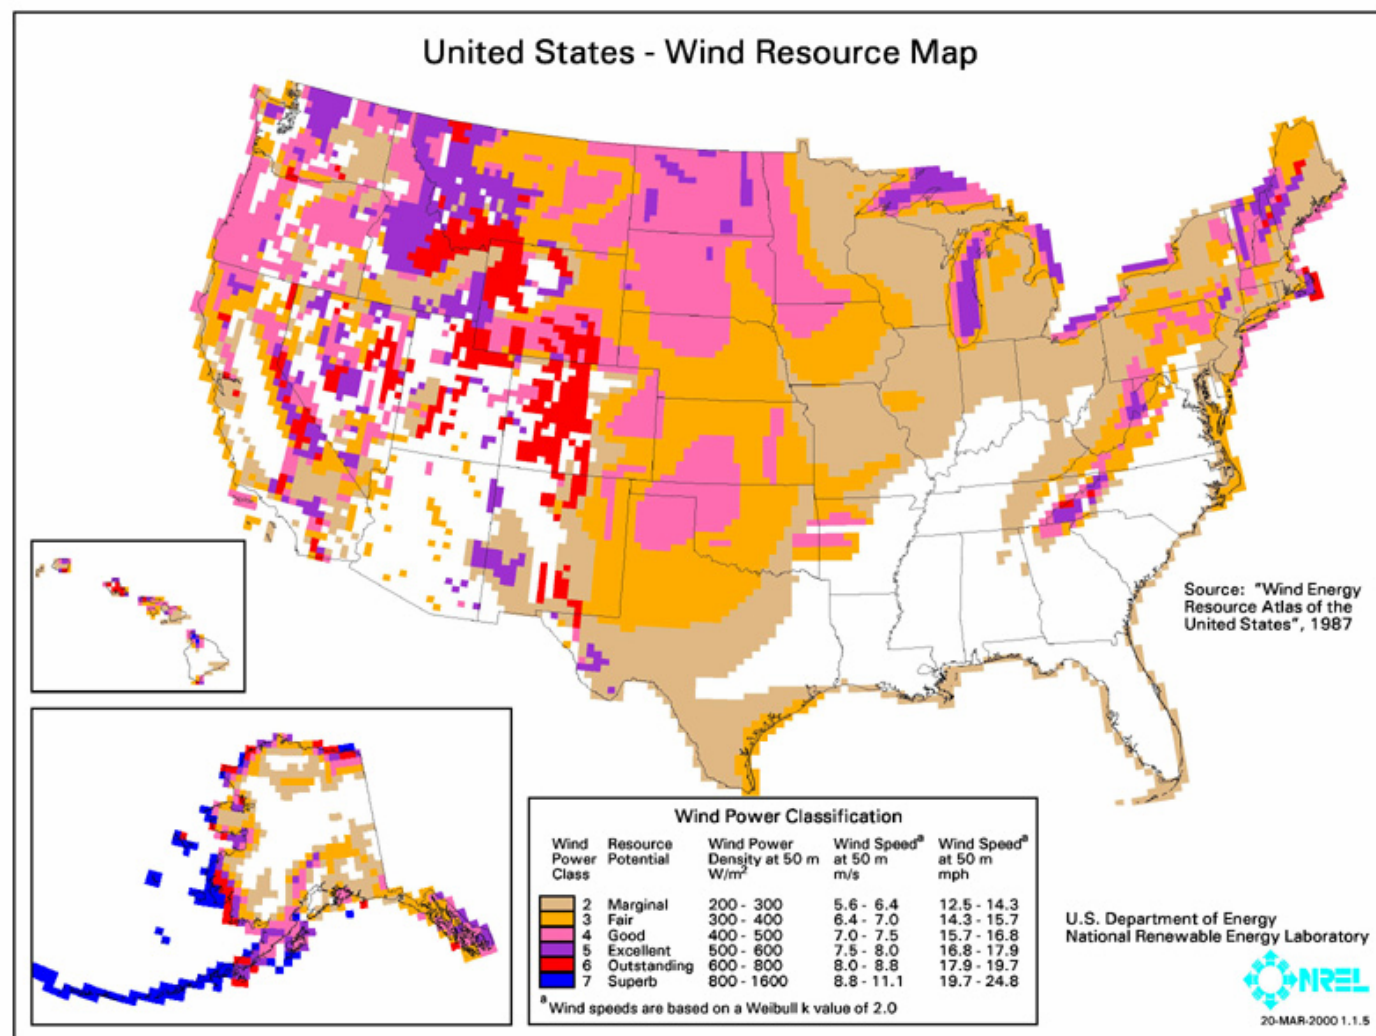 United States - Wind Resource Map
Source: "Wind Energy
Resource Atlas of the
United States", 1987
Wind Power Classification
Wind Resource Wind Power Wind Speedᵃ Wind Speedᵃ
Power Potential Density at 50 m at 50 m at 50 m
Class W/m² m/s mph
2 Marginal 200 - 300 5.6 - 6.4 12.5 - 14.3
3 Fair 300 - 400 6.4 - 7.0 14.3 - 15.7
4 Good 400 - 500 7.0 - 7.5 15.7 - 16.8
5 Excellent 500 - 600 7.5 - 8.0 16.8 - 17.9
6 Outstanding 600 - 800 8.0 - 8.8 17.9 - 19.7
7 Superb 800 - 1600 8.8 - 11.1 19.7 - 24.8
ᵃWind speeds are based on a Weibull k value of 2.0
U.S. Department of Energy
National Renewable Energy Laboratory
NREL
20-MAR-2000 1.1.5